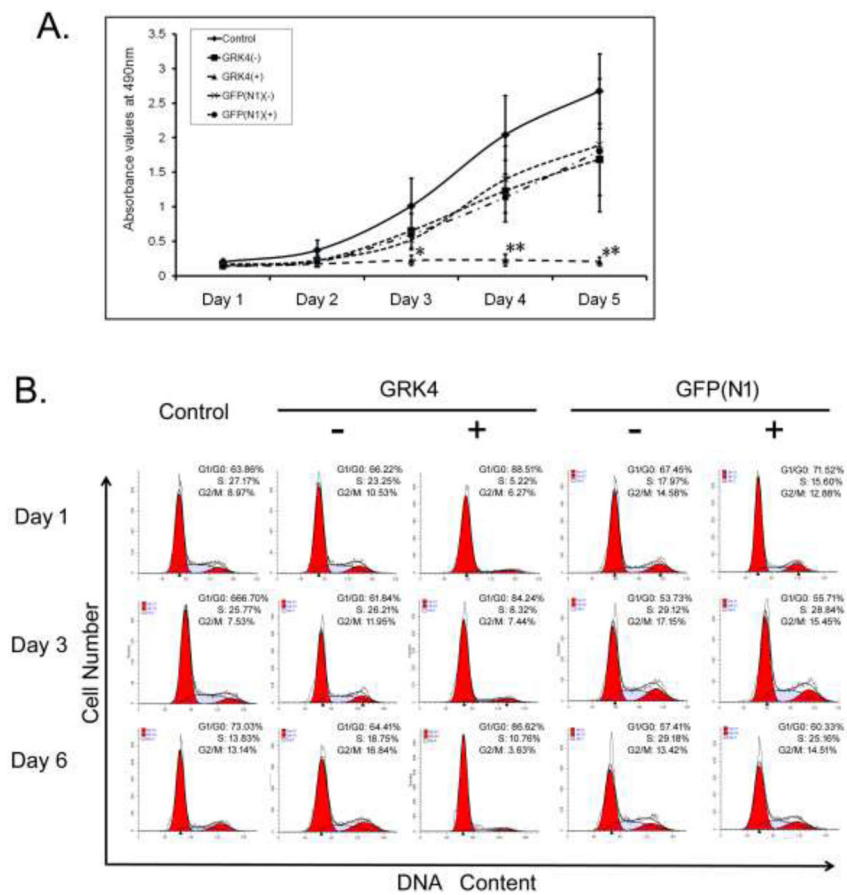 A.
Absorbance values at 490nm
3.5
3
2.5
2
1.5
1
0.5
0
Control
GRK4(-)
GRK4(+)
GFP(N1)(-)
GFP(N1)(+)
*
**
**
Day 1
Day 2
Day 3
Day 4
Day 5
B.
Control
GRK4
GFP(N1)
-
+
-
+
Cell Number
Day 1
G1/G0: 63.86%
S: 27.17%
G2/M: 8.97%
G1/G0: 66.22%
S: 23.25%
G2/M: 10.53%
G1/G0: 88.51%
S: 5.22%
G2/M: 6.27%
G1/G0: 67.45%
S: 17.97%
G2/M: 14.58%
G1/G0: 71.52%
S: 15.60%
G2/M: 12.88%
Day 3
G1/G0: 666.70%
S: 25.77%
G2/M: 7.53%
G1/G0: 61.84%
S: 26.21%
G2/M: 11.95%
G1/G0: 84.24%
S: 8.32%
G2/M: 7.44%
G1/G0: 53.73%
S: 29.12%
G2/M: 17.15%
G1/G0: 55.71%
S: 28.84%
G2/M: 15.45%
Day 6
G1/G0: 73.03%
S: 13.83%
G2/M: 13.14%
G1/G0: 64.41%
S: 18.75%
G2/M: 16.84%
G1/G0: 86.62%
S: 10.76%
G2/M: 3.63%
G1/G0: 57.41%
S: 29.18%
G2/M: 13.42%
G1/G0: 60.33%
S: 25.16%
G2/M: 14.51%
DNA Content